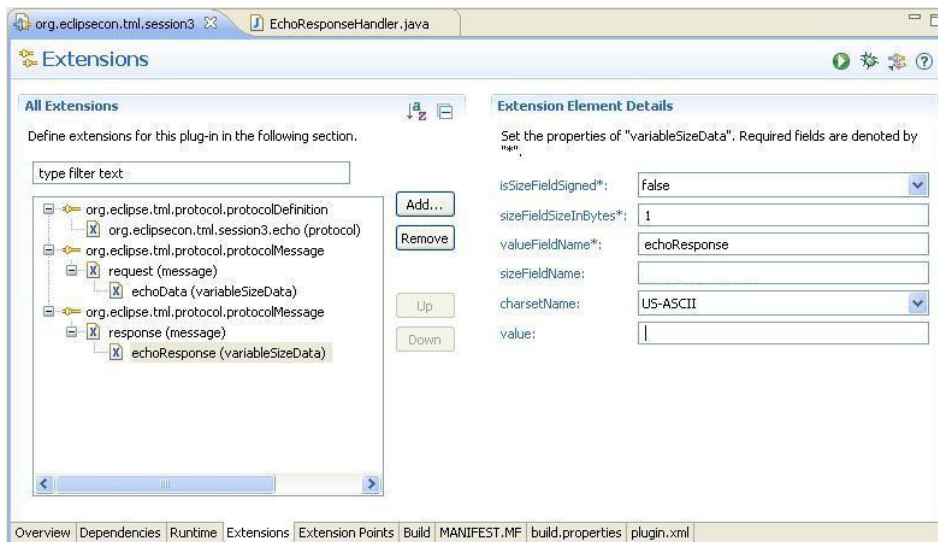 org.eclipsecon.tml.session3
EchoResponseHandler.java
Extensions
All Extensions
Define extensions for this plug-in in the following section.
type filter text
org.eclipse.tml.protocol.protocolDefinition
org.eclipsecon.tml.session3.echo (protocol)
org.eclipse.tml.protocol.protocolMessage
request (message)
echoData (variableSizeData)
org.eclipse.tml.protocol.protocolMessage
response (message)
echoResponse (variableSizeData)
Add...
Remove
Up
Down
Extension Element Details
Set the properties of "variableSizeData". Required fields are denoted by
"*".
isSizeFieldSigned*: false
sizeFieldSizeInBytes*: 1
valueFieldName*: echoResponse
sizeFieldName:
charsetName: US-ASCII
value:
Overview Dependencies Runtime Extensions Extension Points Build MANIFEST.MF build.properties plugin.xml